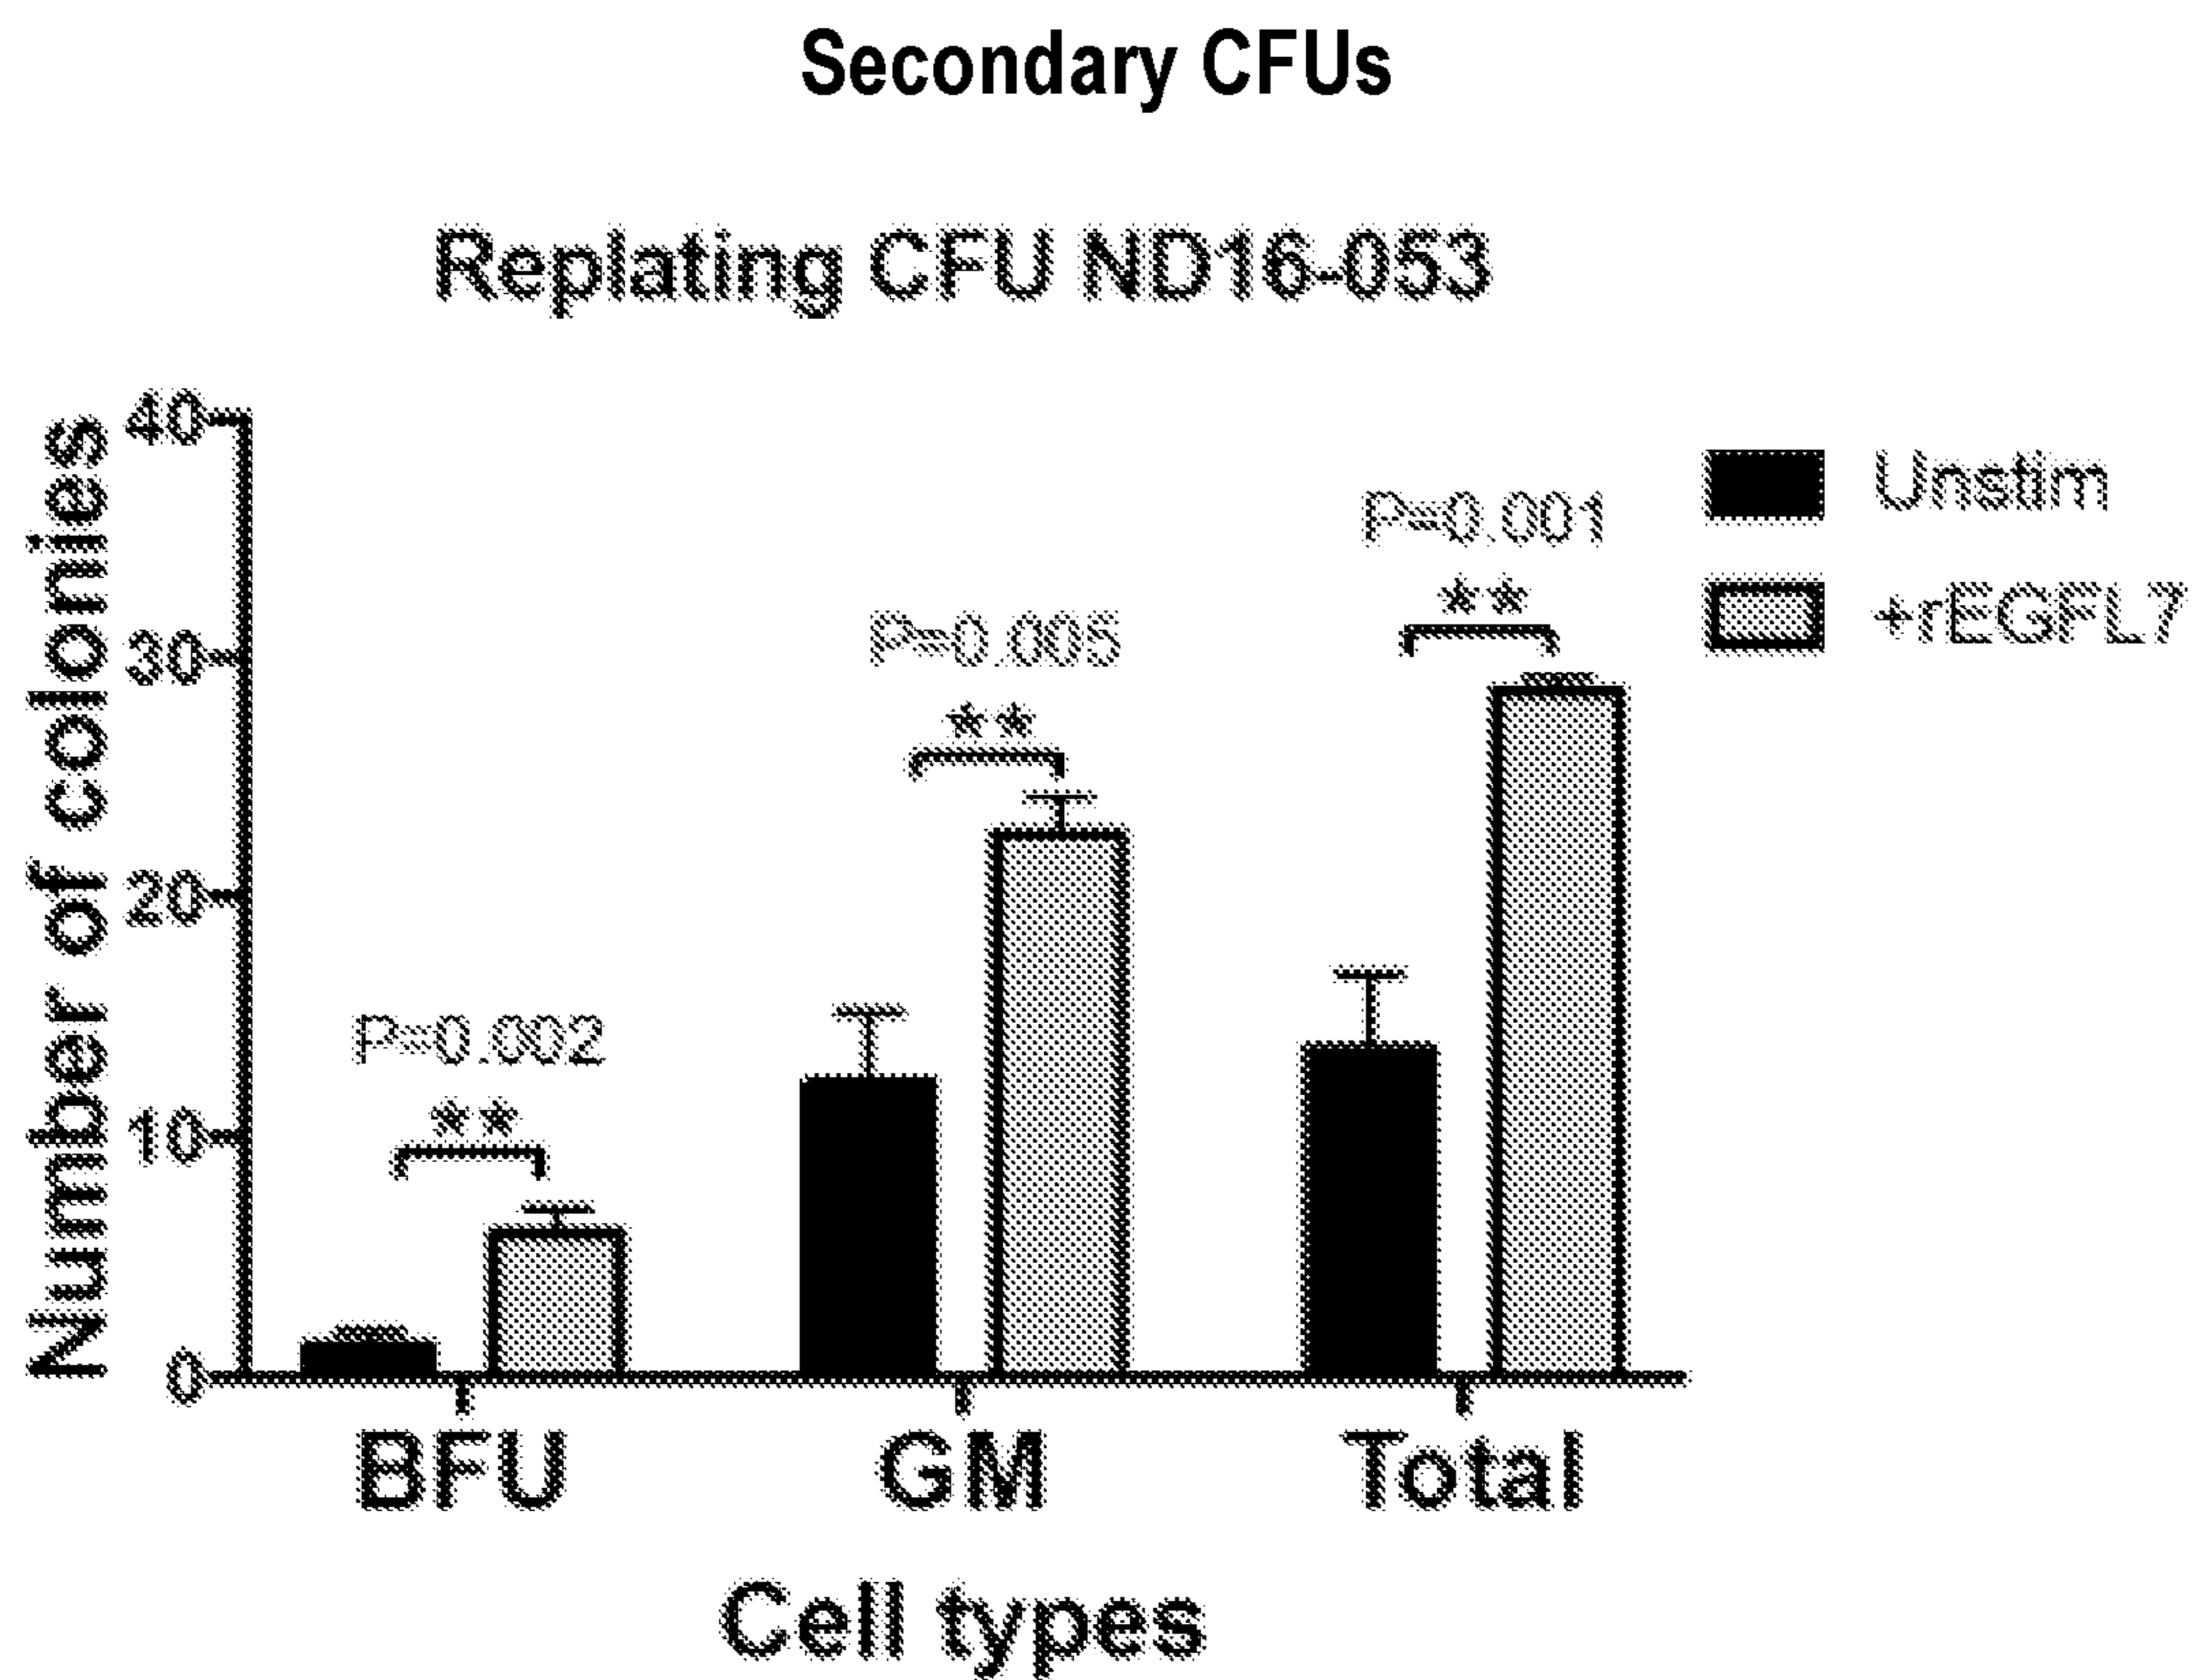 Secondary CFUs
Replating CFU ND16-053
Number of colonies
40
30
20
10
0
P=0.002
**
P=0.005
**
P=0.001
**
Unstim
+rEGFL7
BFU
GM
Total
Cell types